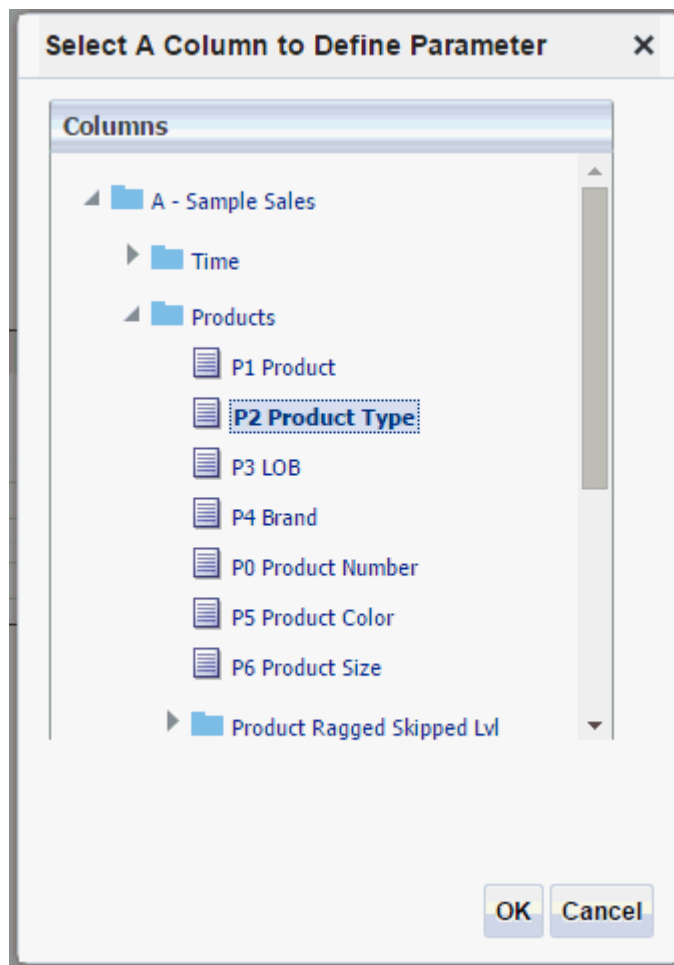 Select A Column to Define Parameter
Columns
A - Sample Sales
Time
Products
P1 Product
P2 Product Type
P3 LOB
P4 Brand
P0 Product Number
P5 Product Color
P6 Product Size
Product Ragged Skipped Lvl
OK Cancel